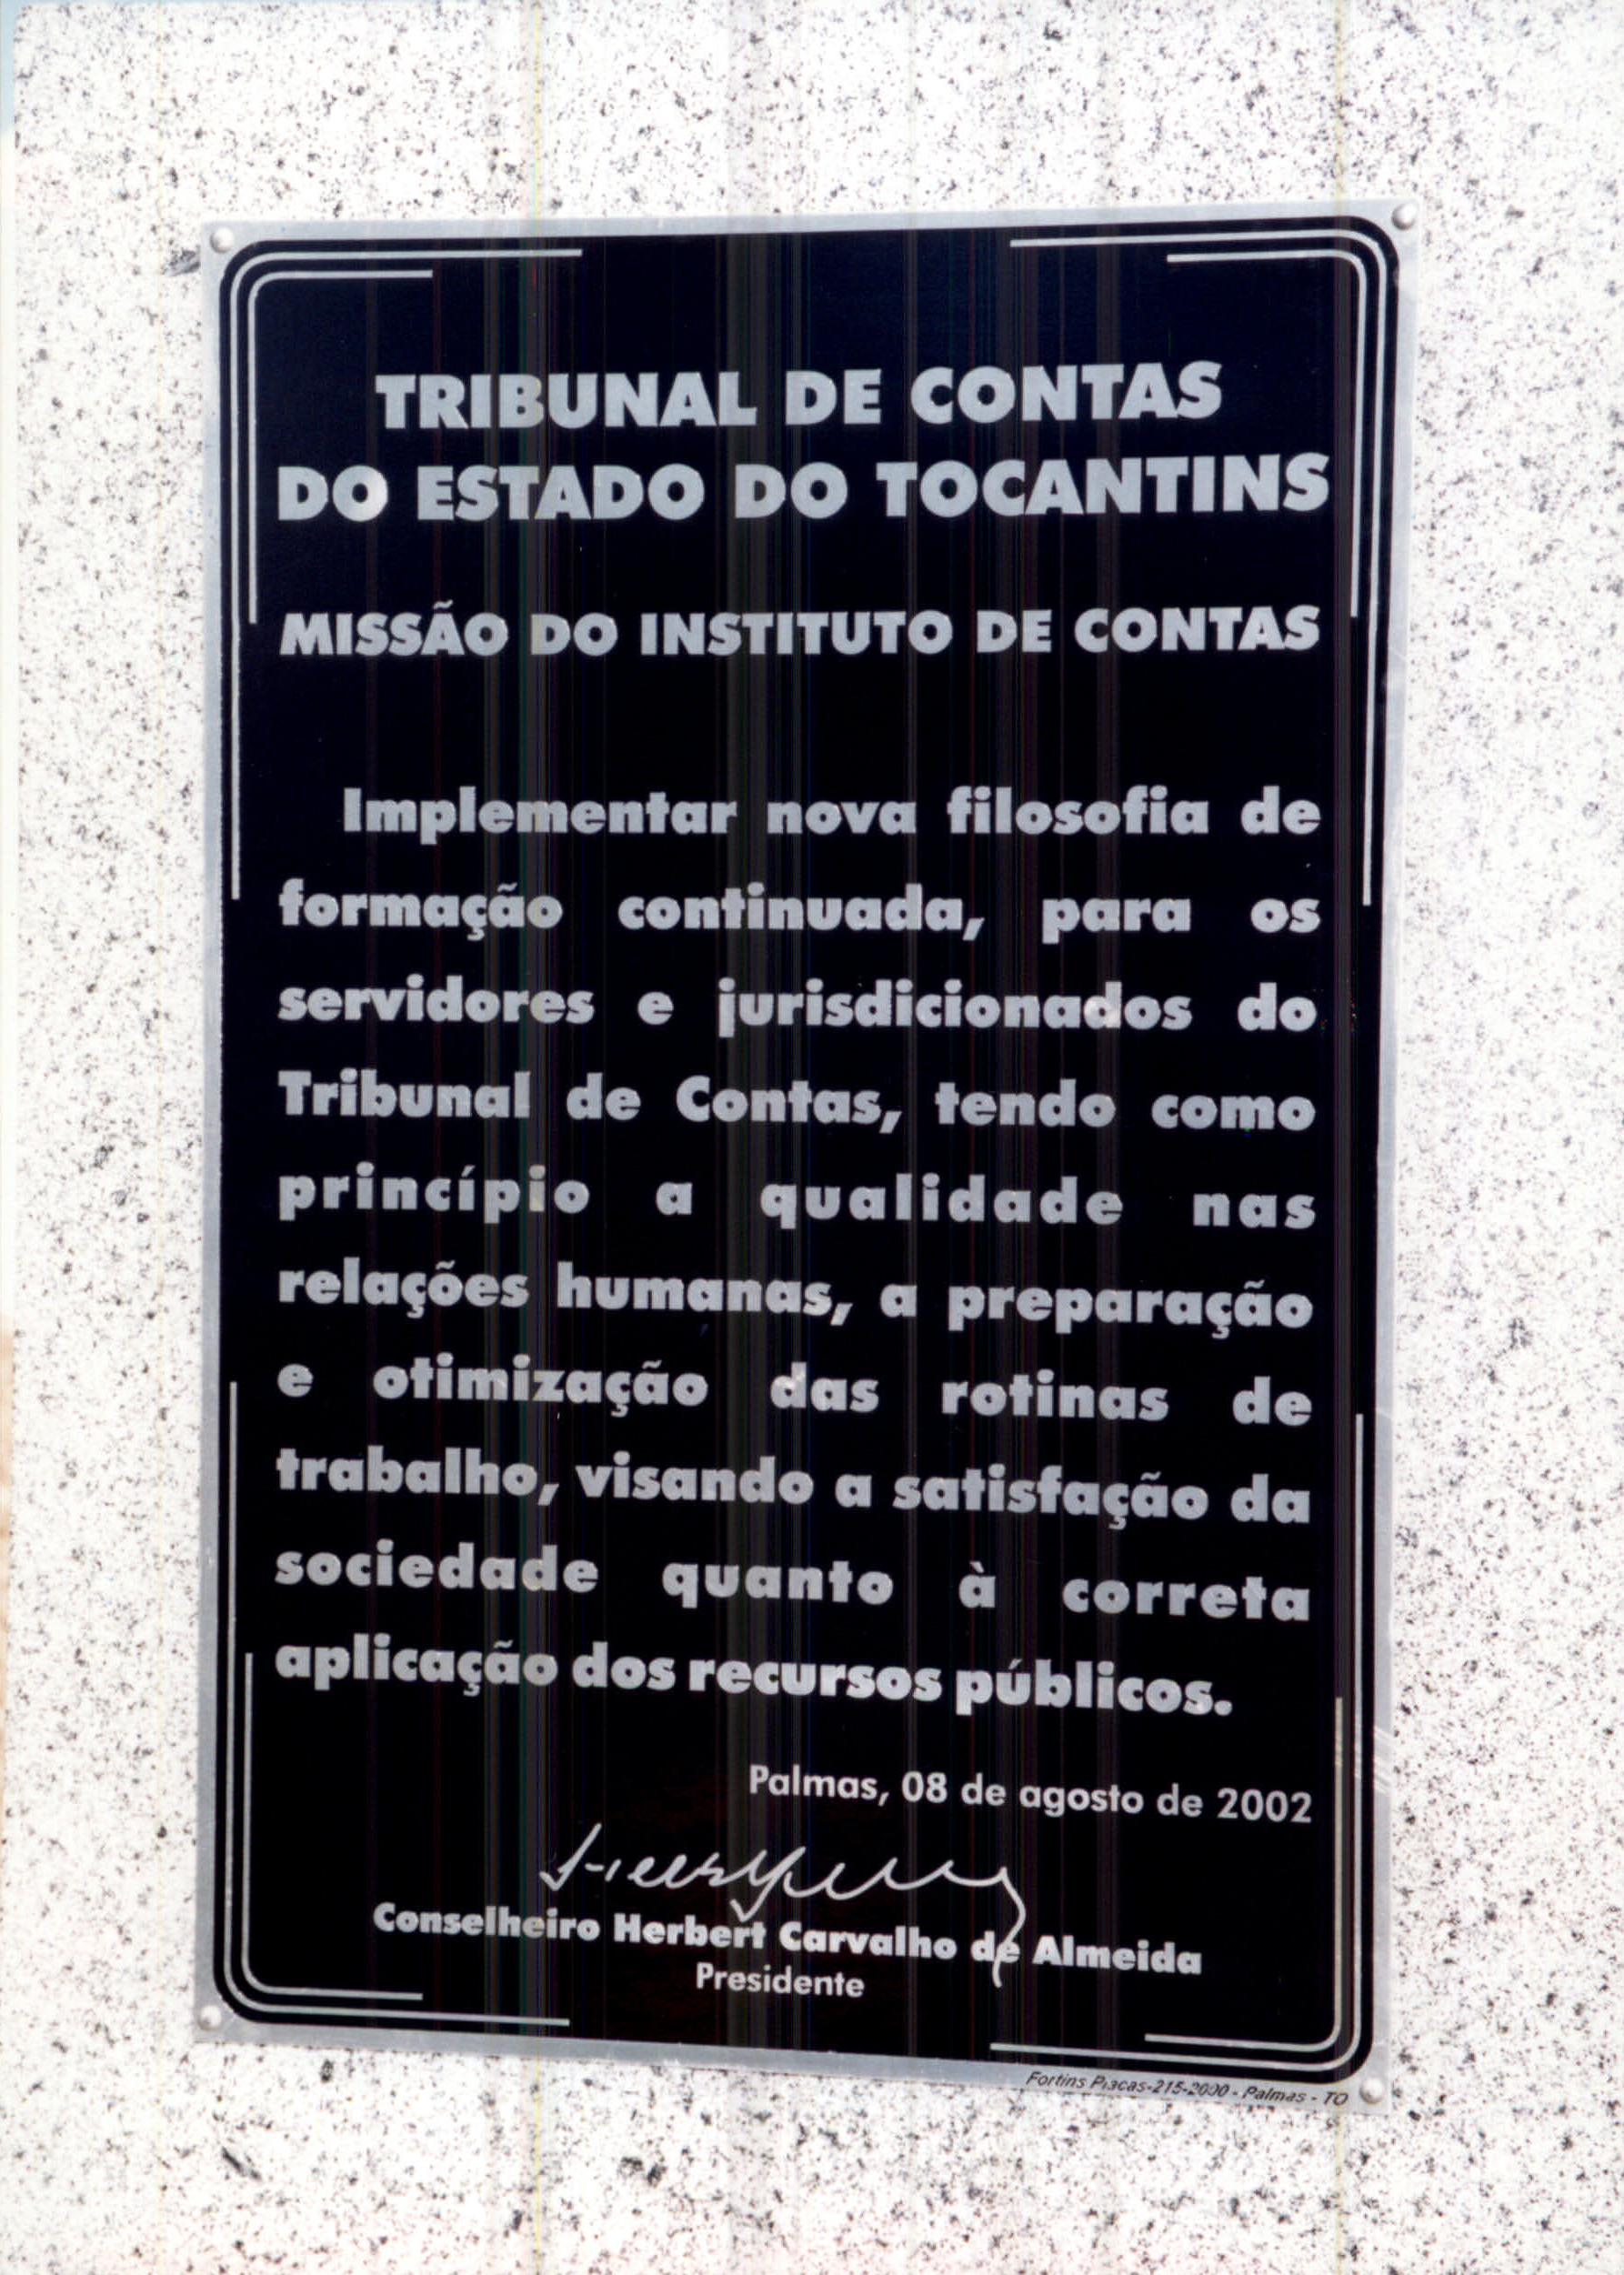 TRIBUNAL DE CONTAS
DO ESTADO DO TOCANTINS
MISSÃO DO INSTITUTO DE CONTAS
Implementar nova filosofia de
formação continuada, para os
servidores e jurisdicionados do
Tribunal de Contas, tendo como
princípio a qualidade nas
relações humanas, a preparação
e otimização das rotinas de
trabalho, visando a satisfação da
sociedade quanto à correta
aplicação dos recursos públicos.
Palmas, 08 de agosto de 2002
Conselheiro Herbert Carvalho de Almeida
Presidente
Fortins Placas-215-2000 - Palmas - TO